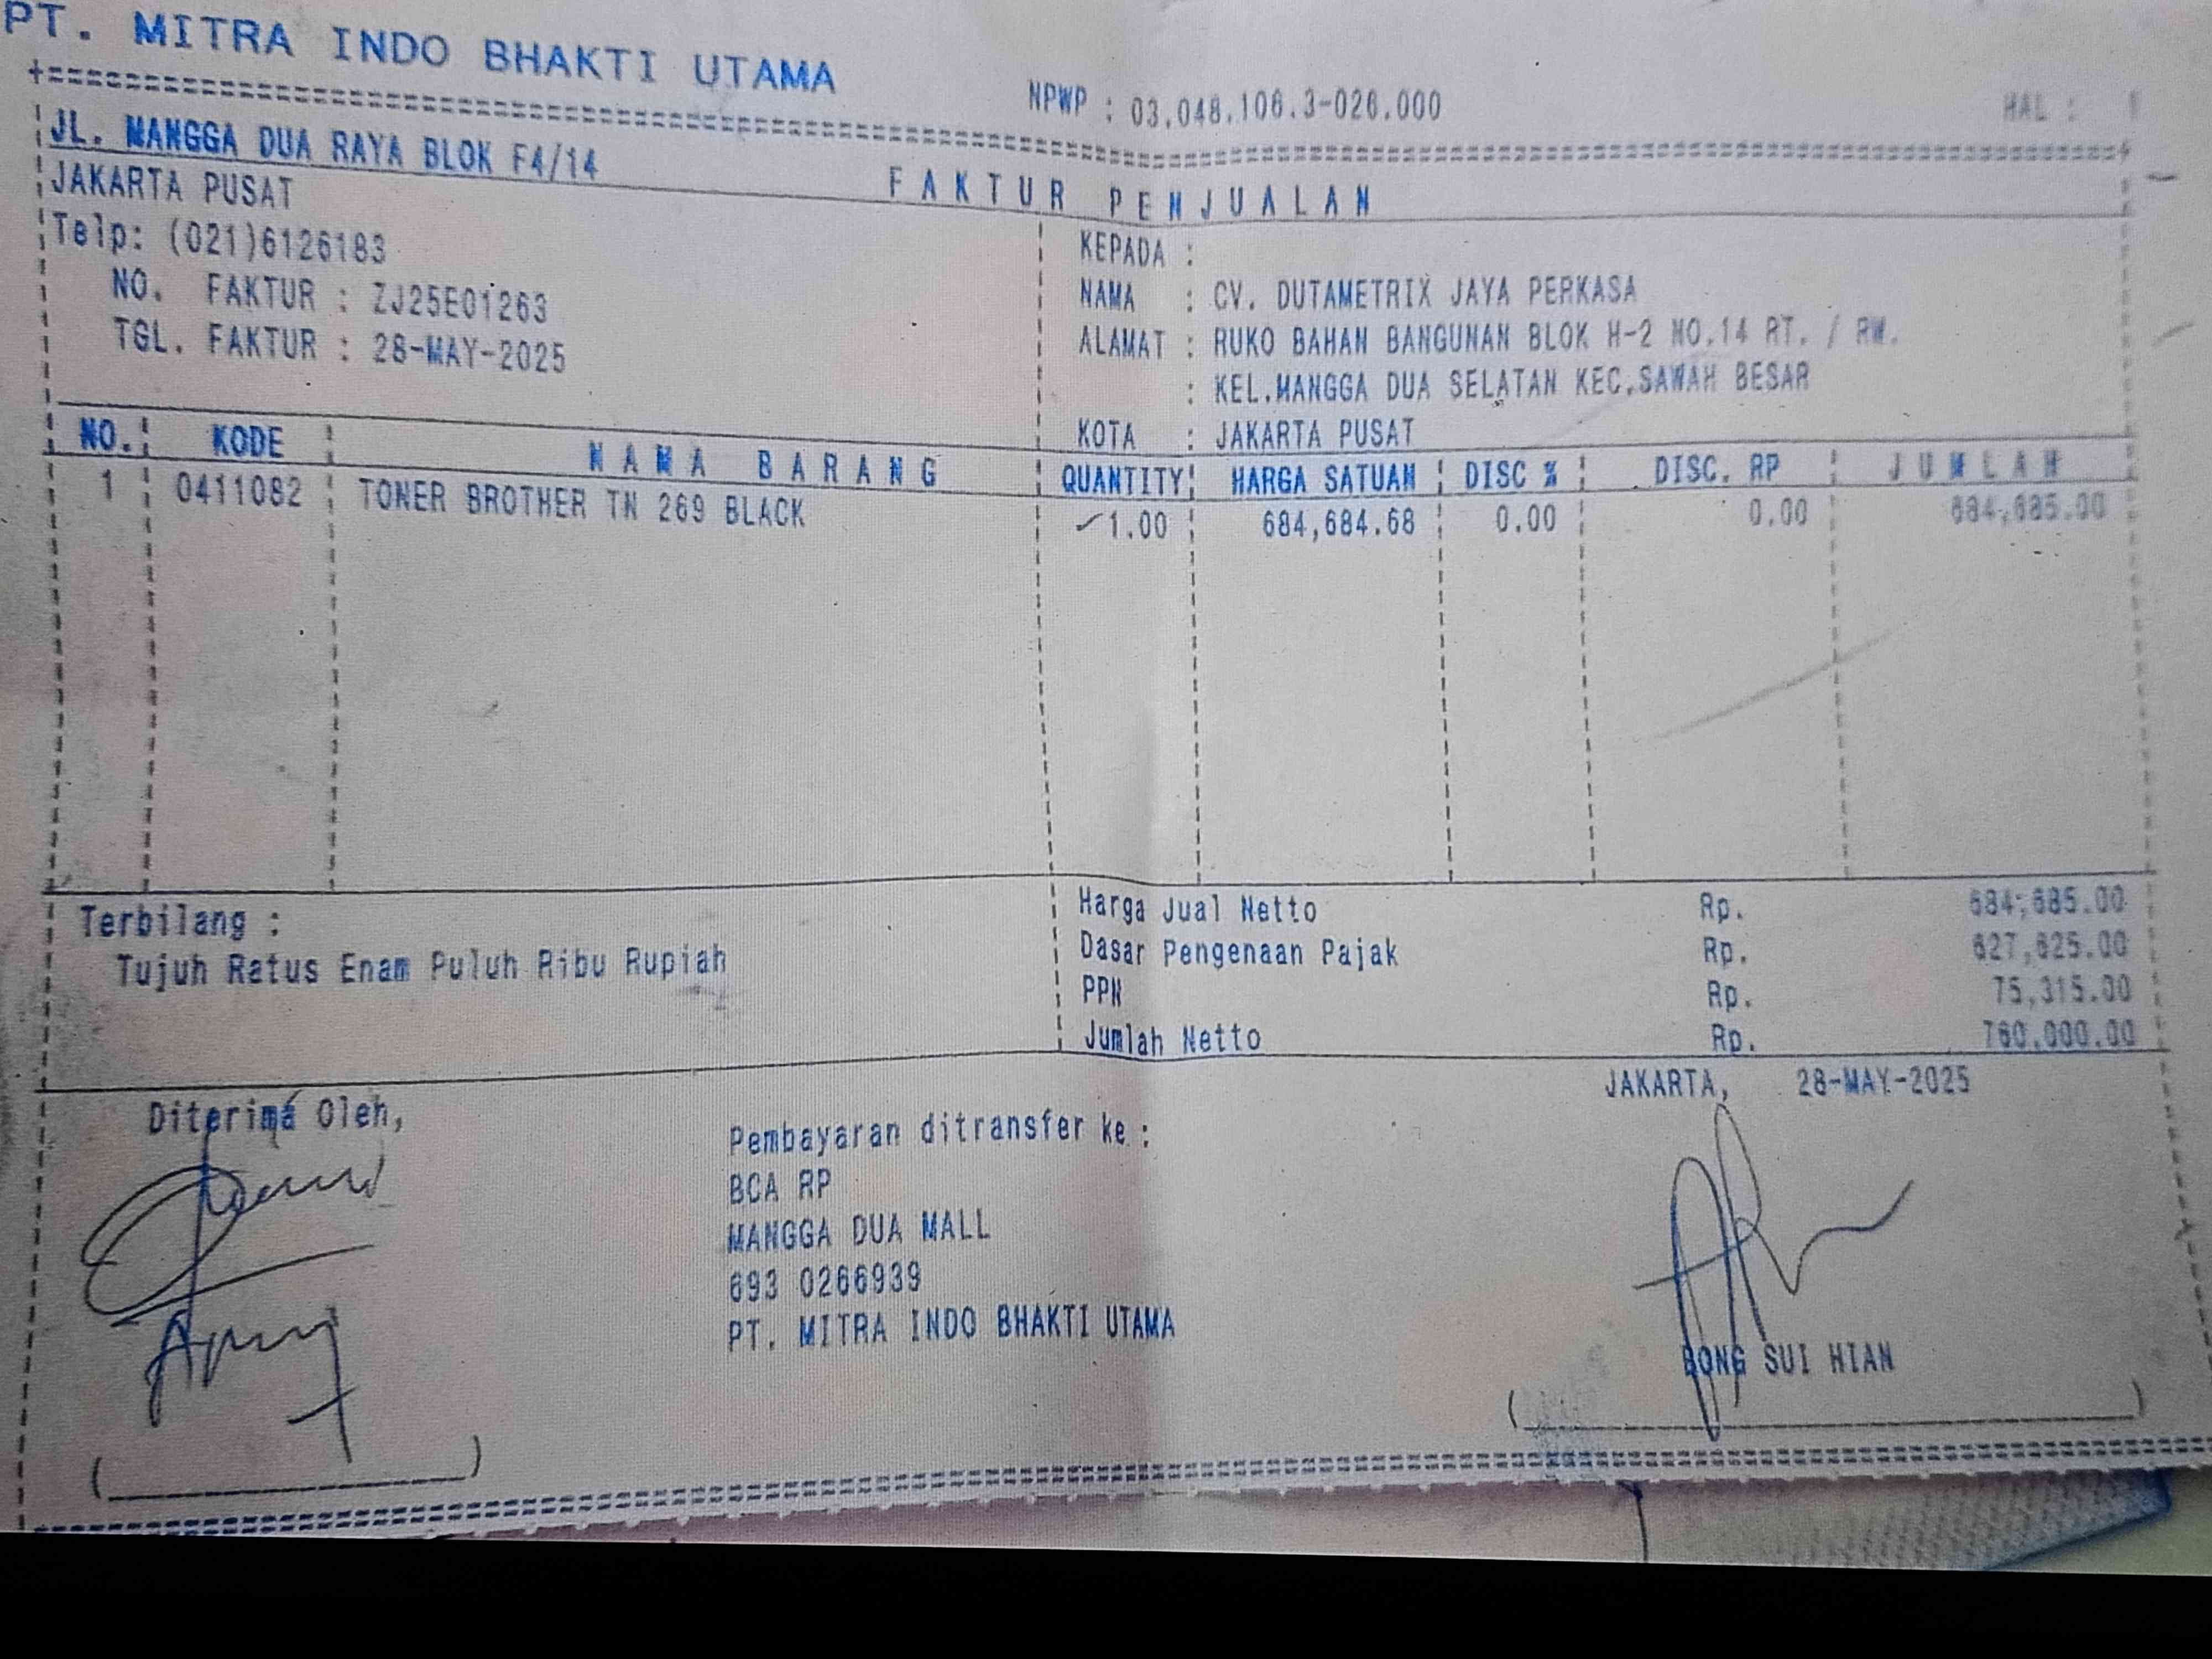 PT. MITRA INDO BHAKTI UTAMA
NPWP : 03.048.106.3-026.000
HAL : 1
JL. MANGGA DUA RAYA BLOK F4/14
JAKARTA PUSAT
Telp: (021)6126183
FAKTUR PENJUALAN
NO. FAKTUR : ZJ25E01263
TGL. FAKTUR : 28-MAY-2025
KEPADA :
NAMA : CV. DUTAMETRIX JAYA PERKASA
ALAMAT : RUKO BAHAN BANGUNAN BLOK H-2 NO.14 RT. / RW.
: KEL.MANGGA DUA SELATAN KEC.SAWAH BESAR
KOTA : JAKARTA PUSAT
NO. KODE NAMA BARANG QUANTITY HARGA SATUAN DISC % DISC. RP JUMLAH
1 0411082 TONER BROTHER TN 269 BLACK 1.00 684,684.68 0.00 0.00 684,685.00
Terbilang :
Tujuh Ratus Enam Puluh Ribu Rupiah
Harga Jual Netto Rp. 684,685.00
Dasar Pengenaan Pajak Rp. 627,625.00
PPN Rp. 75,315.00
Jumlah Netto Rp. 760,000.00
JAKARTA, 28-MAY-2025
Diterima Oleh,
Pembayaran ditransfer ke :
BCA RP
MANGGA DUA MALL
693 0266939
PT. MITRA INDO BHAKTI UTAMA
BONG SUI HIAN